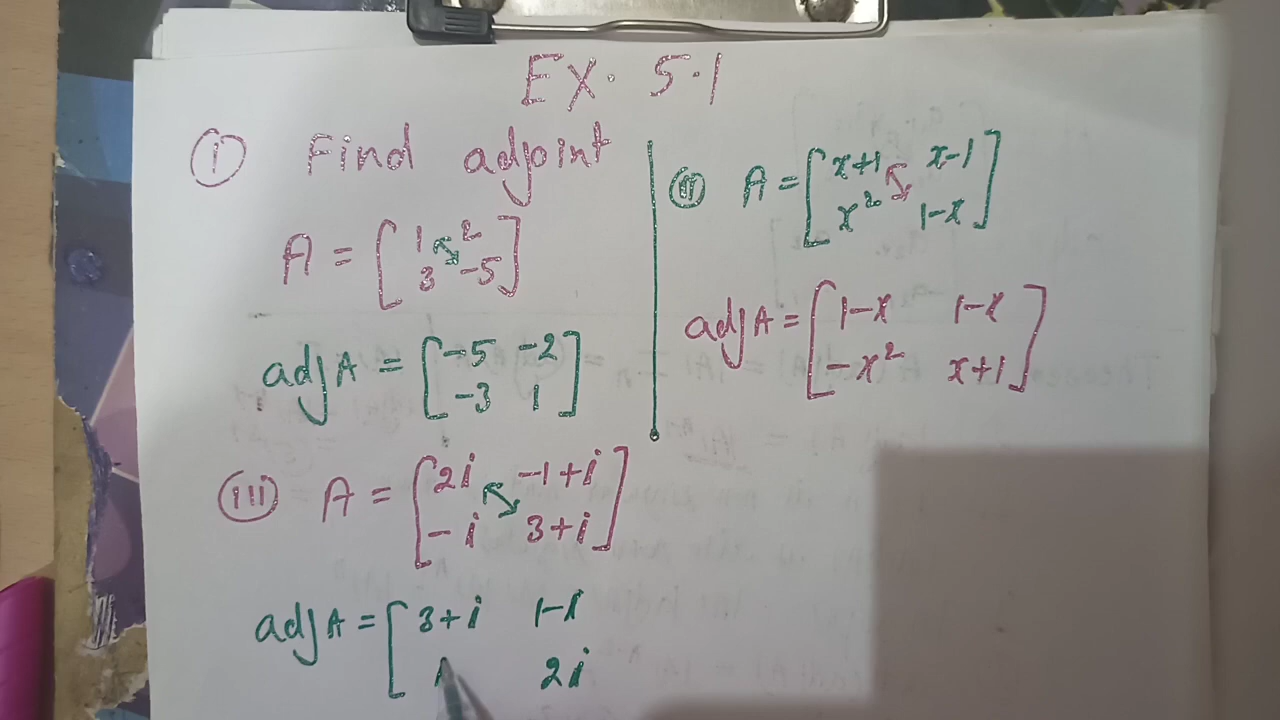 EX. 5.1
(i) Find adjoint
A = [1 2
3 -5]
adj A = [-5 -2
-3 1]
(ii) A = [x+1 x-1
x² 1-x]
adj A = [1-x 1-x
-x² x+1]
(iii) A = [2i -1+i
-i 3+i]
adj A = [3+i 1-i
2i